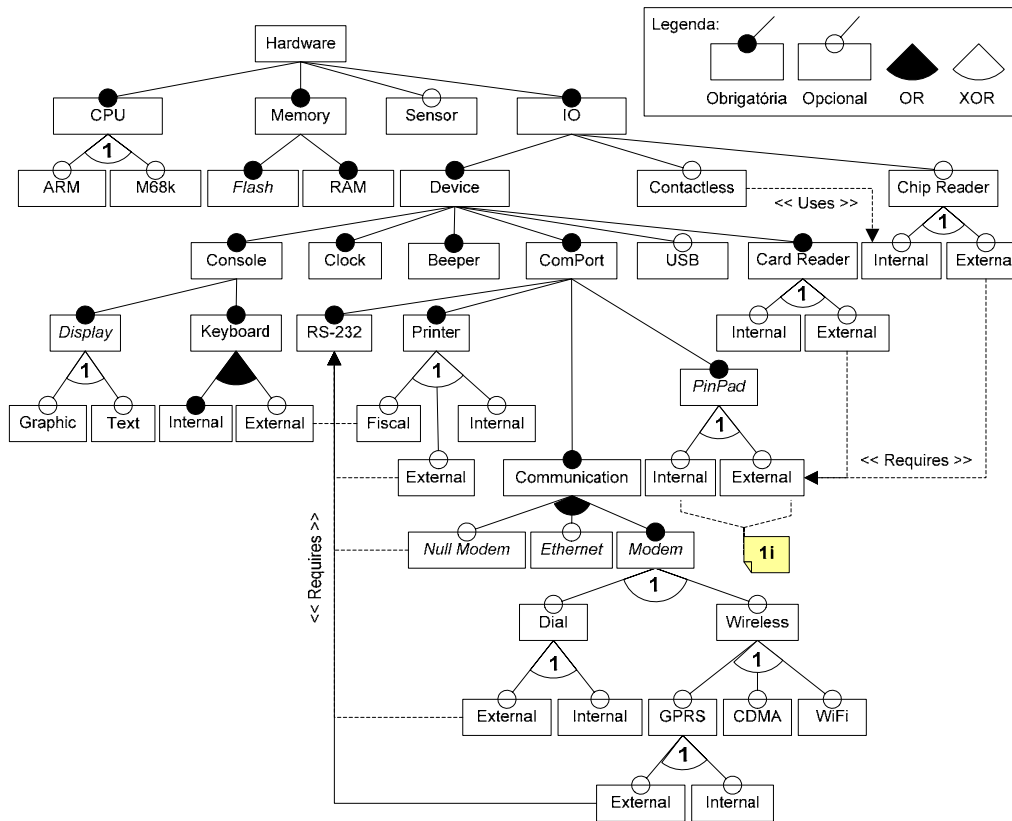 Legenda:
Hardware
Obrigatória Opcional OR XOR
CPU Memory Sensor IO
1
ARM M68k Flash RAM Device Contactless Chip Reader
<< Uses >>
1
Console Clock Beeper ComPort USB Card Reader Internal External
1
Display Keyboard RS-232 Printer Internal External
1 1
PinPad
Graphic Text Internal External Fiscal Internal
1
<< Requires >>
External Communication Internal External
Null Modem Ethernet Modem 1i
<< Requires >>
1
Dial Wireless
1 1
External Internal GPRS CDMA WiFi
1
External Internal